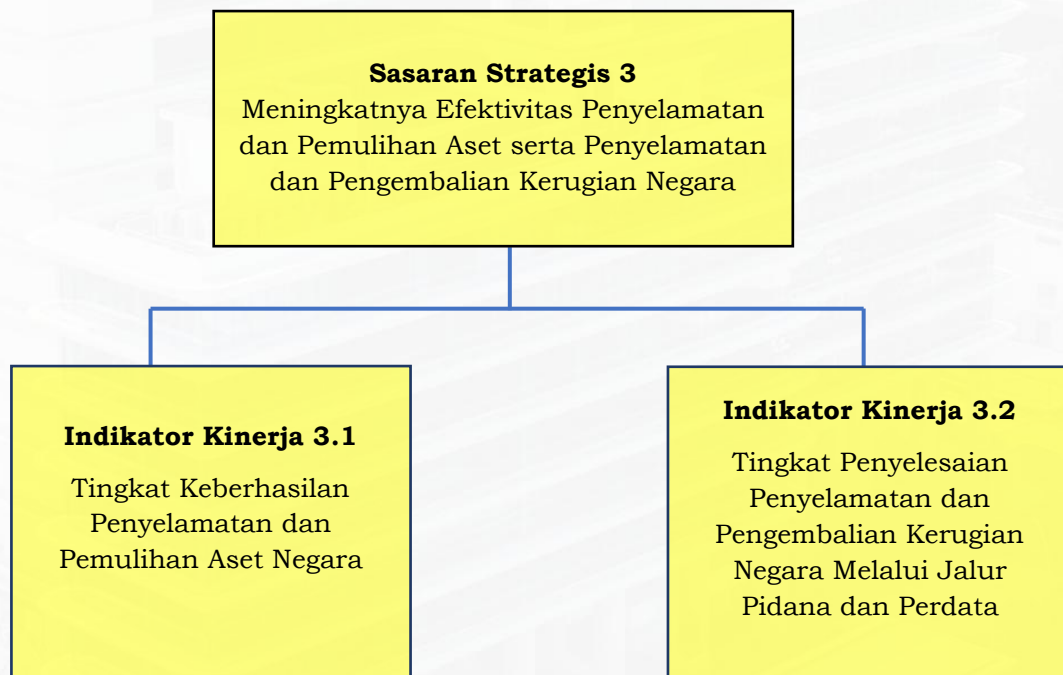 Sasaran Strategis 3
Meningkatnya Efektivitas Penyelamatan
dan Pemulihan Aset serta Penyelamatan
dan Pengembalian Kerugian Negara
Indikator Kinerja 3.1
Tingkat Keberhasilan
Penyelamatan dan
Pemulihan Aset Negara
Indikator Kinerja 3.2
Tingkat Penyelesaian
Penyelamatan dan
Pengembalian Kerugian
Negara Melalui Jalur
Pidana dan Perdata